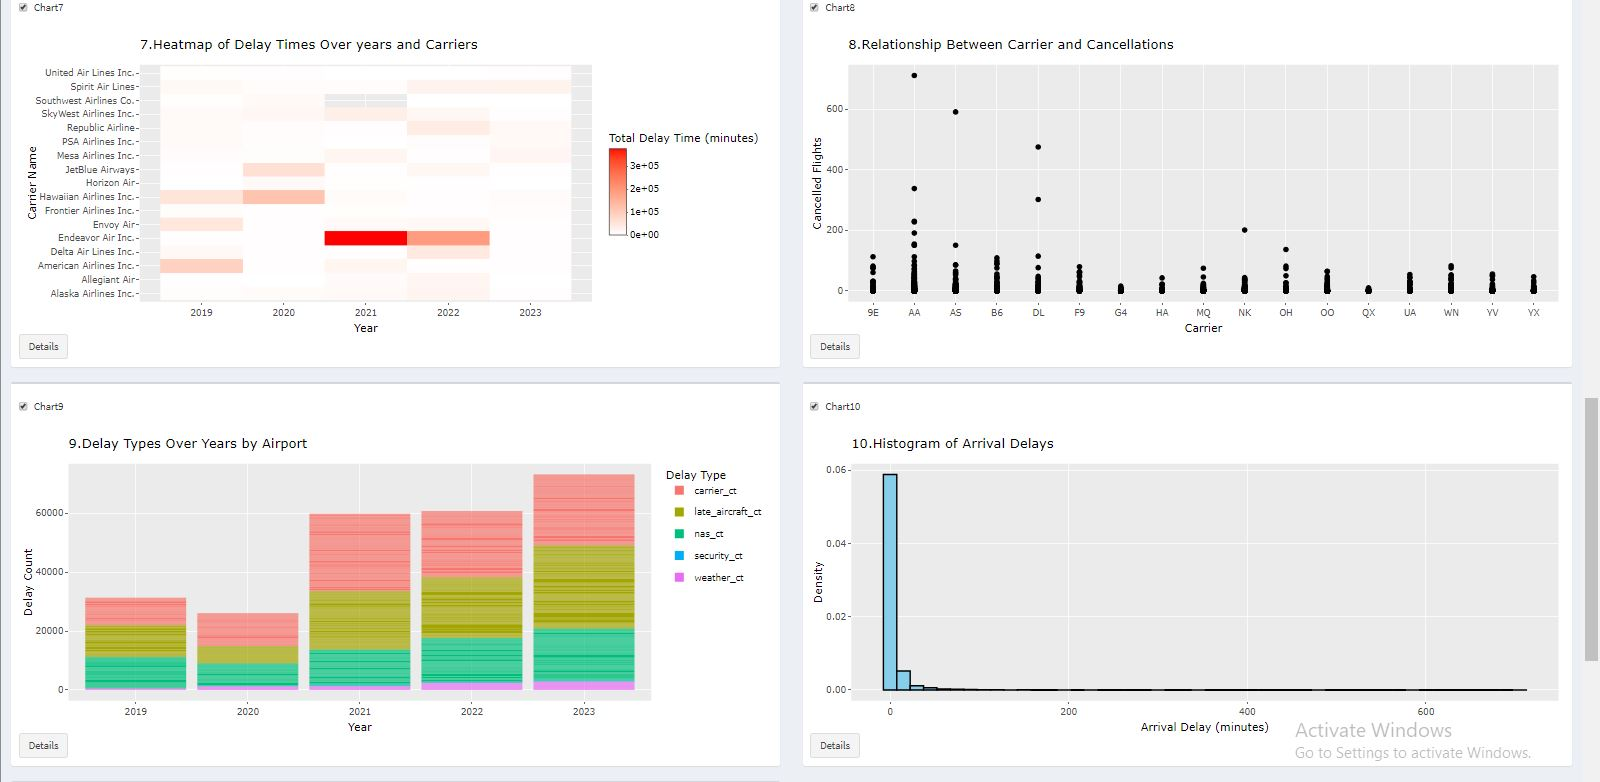 Chart7
7.Heatmap of Delay Times Over years and Carriers
Carrier Name
United Air Lines Inc.
Spirit Air Lines
Southwest Airlines Co.
SkyWest Airlines Inc.
Republic Airline
PSA Airlines Inc.
Mesa Airlines Inc.
JetBlue Airways
Horizon Air
Hawaiian Airlines Inc.
Frontier Airlines Inc.
Envoy Air
Endeavor Air Inc.
Delta Air Lines Inc.
American Airlines Inc.
Allegiant Air
Alaska Airlines Inc.
2019 2020 2021 2022 2023
Year
Total Delay Time (minutes)
3e+05
2e+05
1e+05
0e+00
Details
Chart8
8.Relationship Between Carrier and Cancellations
Cancelled Flights
600
400
200
0
9E AA AS B6 DL F9 G4 HA MQ NK OH OO QX UA WN YV YX
Carrier
Details
Chart9
9.Delay Types Over Years by Airport
Delay Count
60000
40000
20000
0
2019 2020 2021 2022 2023
Year
Delay Type
carrier_ct
late_aircraft_ct
nas_ct
security_ct
weather_ct
Details
Chart10
10.Histogram of Arrival Delays
Density
0.06
0.04
0.02
0.00
0 200 400 600
Arrival Delay (minutes)
Details
Activate Windows
Go to Settings to activate Windows.